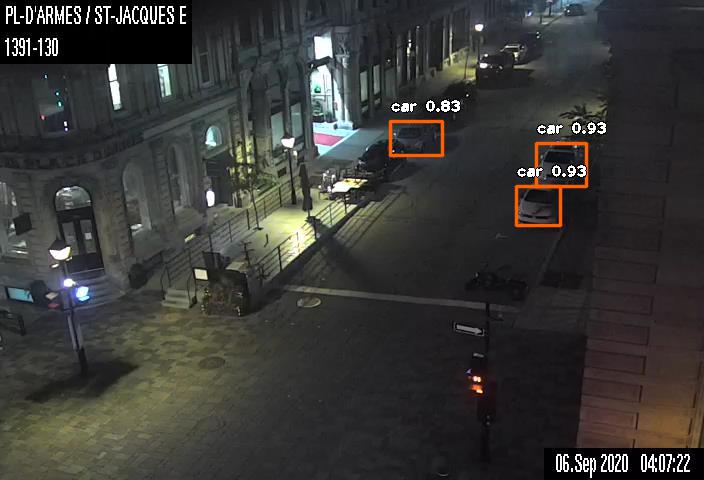 PL-D'ARMES / ST-JACQUES E
1391-130
car 0.83
car 0.93
car 0.93
06.Sep 2020 04:07:22